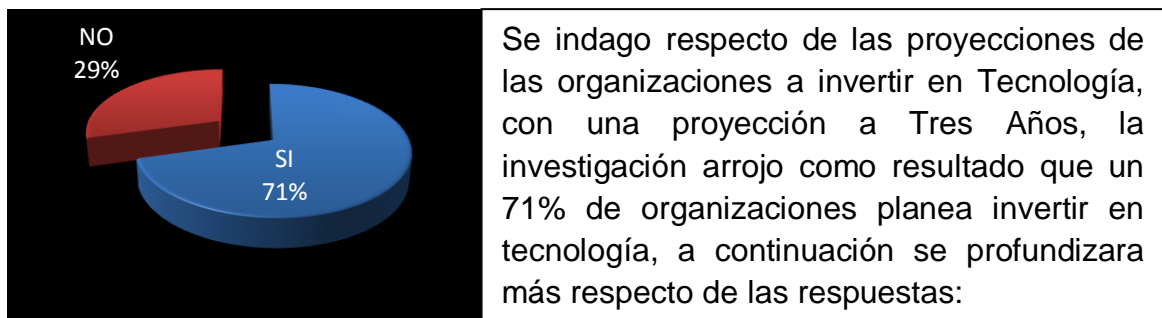 NO
29%
SI
71%
Se indago respecto de las proyecciones de
las organizaciones a invertir en Tecnología,
con una proyección a Tres Años, la
investigación arrojo como resultado que un
71% de organizaciones planea invertir en
tecnología, a continuación se profundizara
más respecto de las respuestas: